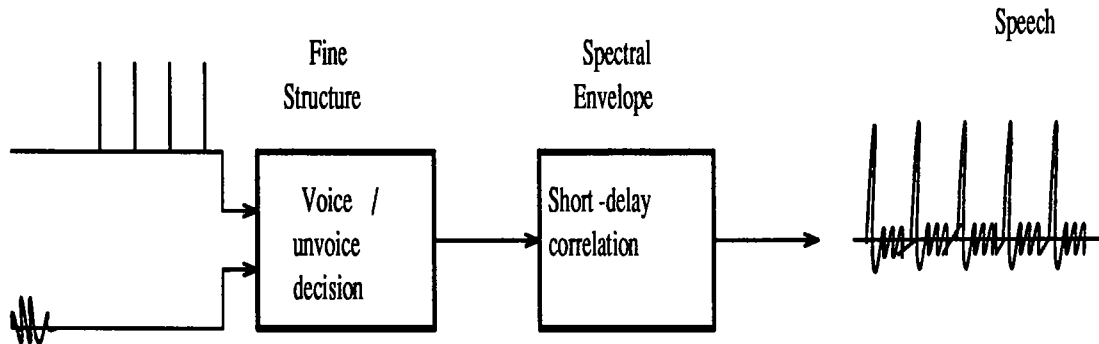 Speech
Fine
Structure
Spectral
Envelope
Voice /
unvoice
decision
Short -delay
correlation